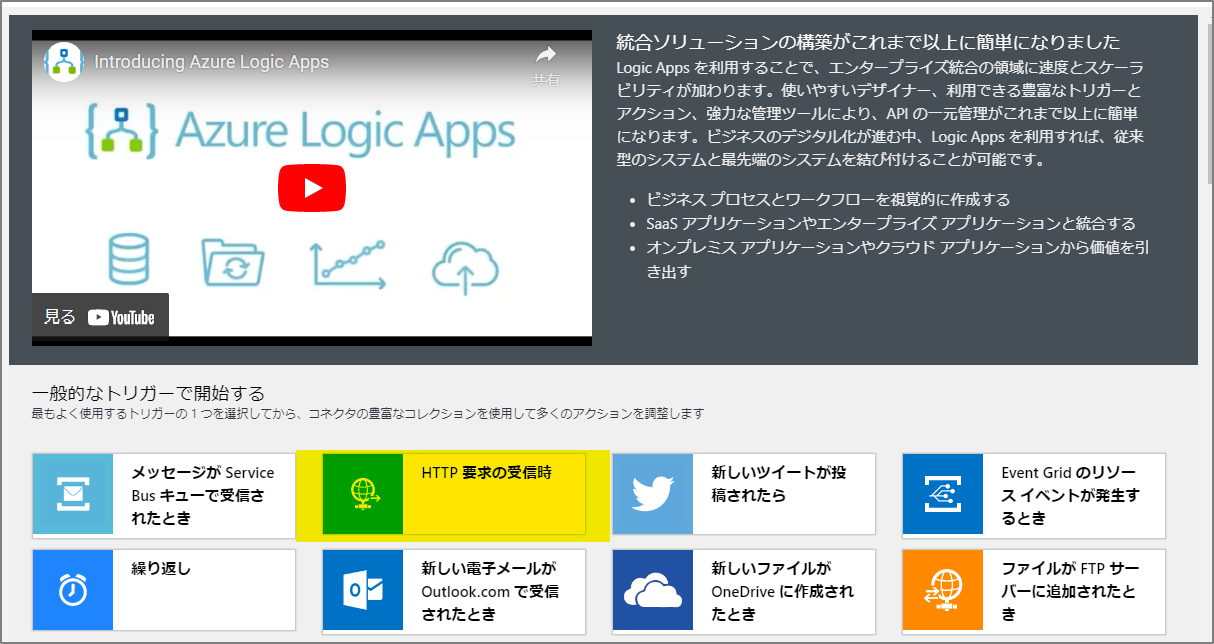 Introducing Azure Logic Apps
共有
Azure Logic Apps
見る YouTube
統合ソリューションの構築がこれまで以上に簡単になりました
Logic Apps を利用することで、エンタープライズ統合の領域に速度とスケーラ
ビリティが加わります。使いやすいデザイナー、利用できる豊富なトリガーと
アクション、強力な管理ツールにより、API の一元管理がこれまで以上に簡単
になります。ビジネスのデジタル化が進む中、Logic Apps を利用すれば、従来
型のシステムと最先端のシステムを結び付けることが可能です。
• ビジネス プロセスとワークフローを視覚的に作成する
• SaaS アプリケーションやエンタープライズ アプリケーションと統合する
• オンプレミス アプリケーションやクラウド アプリケーションから価値を引
き出す
一般的なトリガーで開始する
最もよく使用するトリガーの 1 つを選択してから、コネクタの豊富なコレクションを使用して多くのアクションを調整します
メッセージが Service
Bus キューで受信さ
れたとき
HTTP 要求の受信時
新しいツイートが投
稿されたら
Event Grid のリソー
ス イベントが発生す
るとき
繰り返し
新しい電子メールが
Outlook.com で受信
されたとき
新しいファイルが
OneDrive に作成され
たとき
ファイルが FTP サー
バーに追加されたと
き